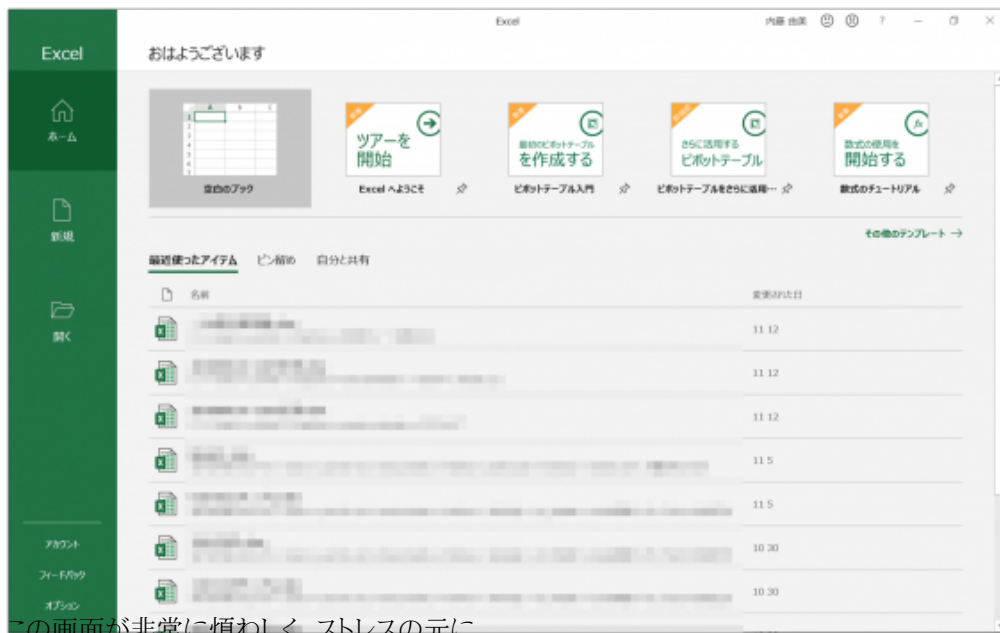 Excel
内藤 由美
?
Excel
おはようございます
ホーム
新規
開く
A B C
1
2
3
4
5
6
7
空白のブック
ツアーを
開始
Excel へようこそ
最初のピボットテーブル
を作成する
ピボットテーブル入門
さらに活用する
ピボットテーブル
ピボットテーブルをさらに活用…
数式の使用を
開始する
fx
数式のチュートリアル
その他のテンプレート →
最近使ったアイテム ピン留め 自分と共有
名前 変更された日
11 12
11 12
11 12
11 5
11 5
10 30
10 30
アカウント
フィードバック
オプション
この画面が非常に煩わしく、ストレスの元に